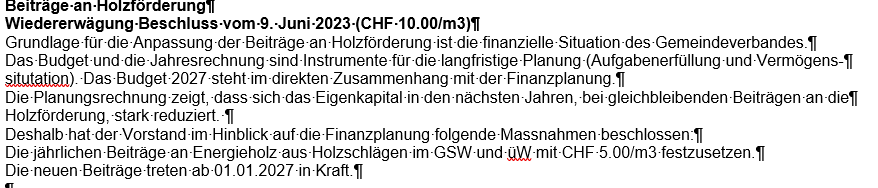 Beiträge an Holzförderung¶
Wiedererwägung Beschluss vom 9. Juni 2023 (CHF 10.00/m3)¶
Grundlage für die Anpassung der Beiträge an Holzförderung ist die finanzielle Situation des Gemeindeverbandes.¶
Das Budget und die Jahresrechnung sind Instrumente für die langfristige Planung (Aufgabenerfüllung und Vermögens-¶
situtation). Das Budget 2027 steht im direkten Zusammenhang mit der Finanzplanung.¶
Die Planungsrechnung zeigt, dass sich das Eigenkapital in den nächsten Jahren, bei gleichbleibenden Beiträgen an die¶
Holzförderung, stark reduziert. ¶
Deshalb hat der Vorstand im Hinblick auf die Finanzplanung folgende Massnahmen beschlossen:¶
Die jährlichen Beiträge an Energieholz aus Holzschlägen im GSW und üW mit CHF 5.00/m3 festzusetzen.¶
Die neuen Beiträge treten ab 01.01.2027 in Kraft.¶
¶